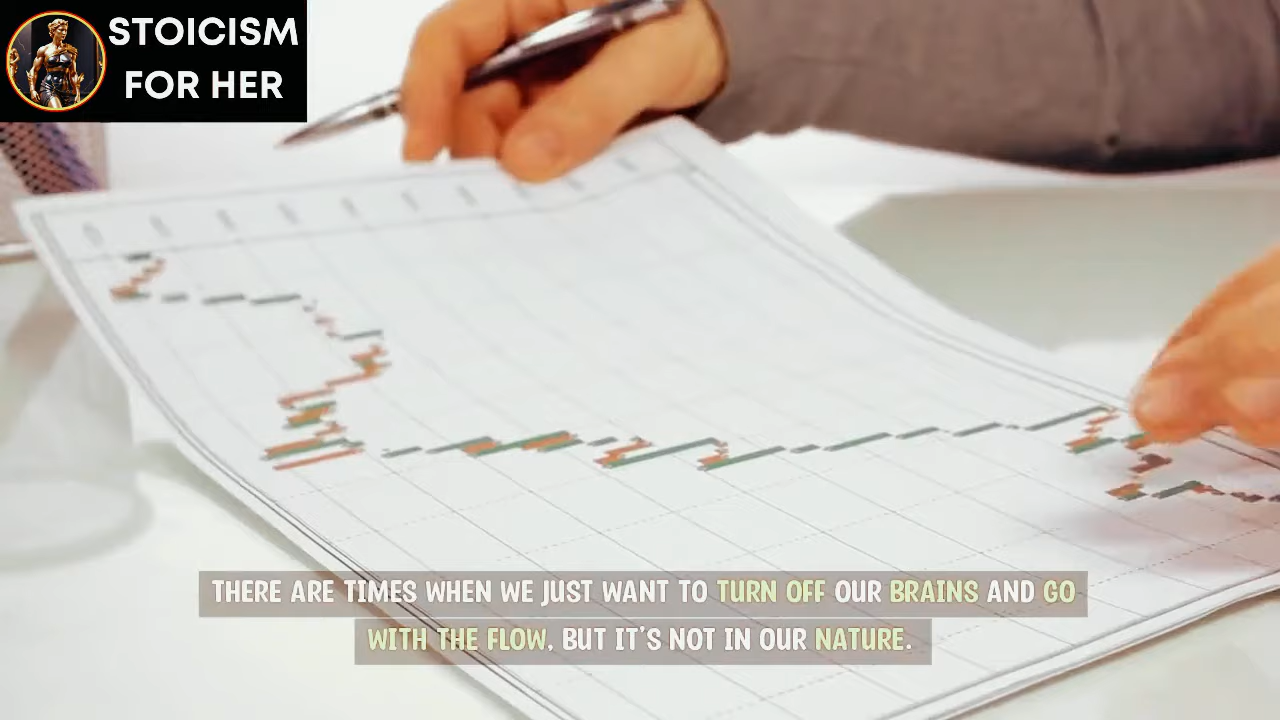 STOICISM
FOR HER
THERE ARE TIMES WHEN WE JUST WANT TO TURN OFF OUR BRAINS AND GO
WITH THE FLOW, BUT IT'S NOT IN OUR NATURE.